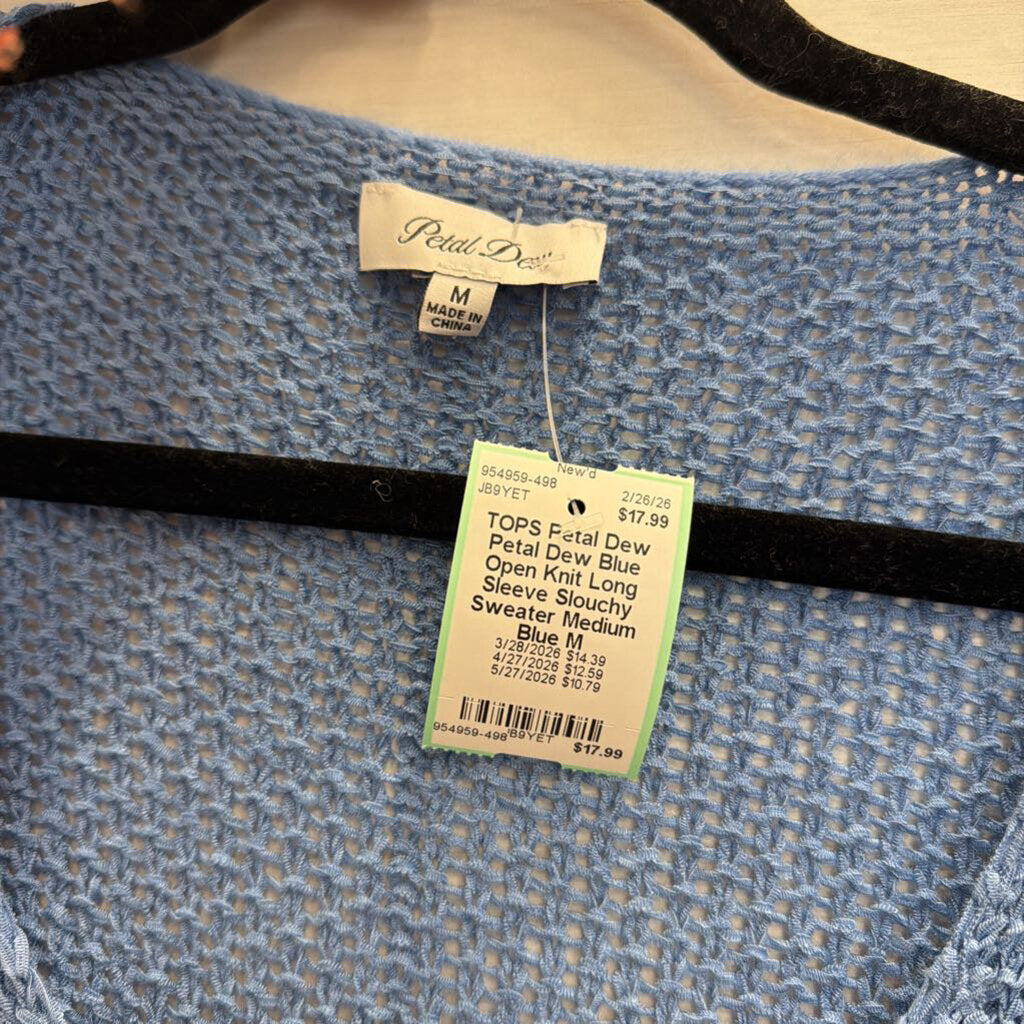 Petal Dew
M
MADE IN
CHINA
New'd
954959-498
JB9YET
2/26/26
$17.99
TOPS Petal Dew
Petal Dew Blue
Open Knit Long
Sleeve Slouchy
Sweater Medium
Blue M
3/28/2026 $14.39
4/27/2026 $12.59
5/27/2026 $10.79
954959-498 B9YET
$17.99